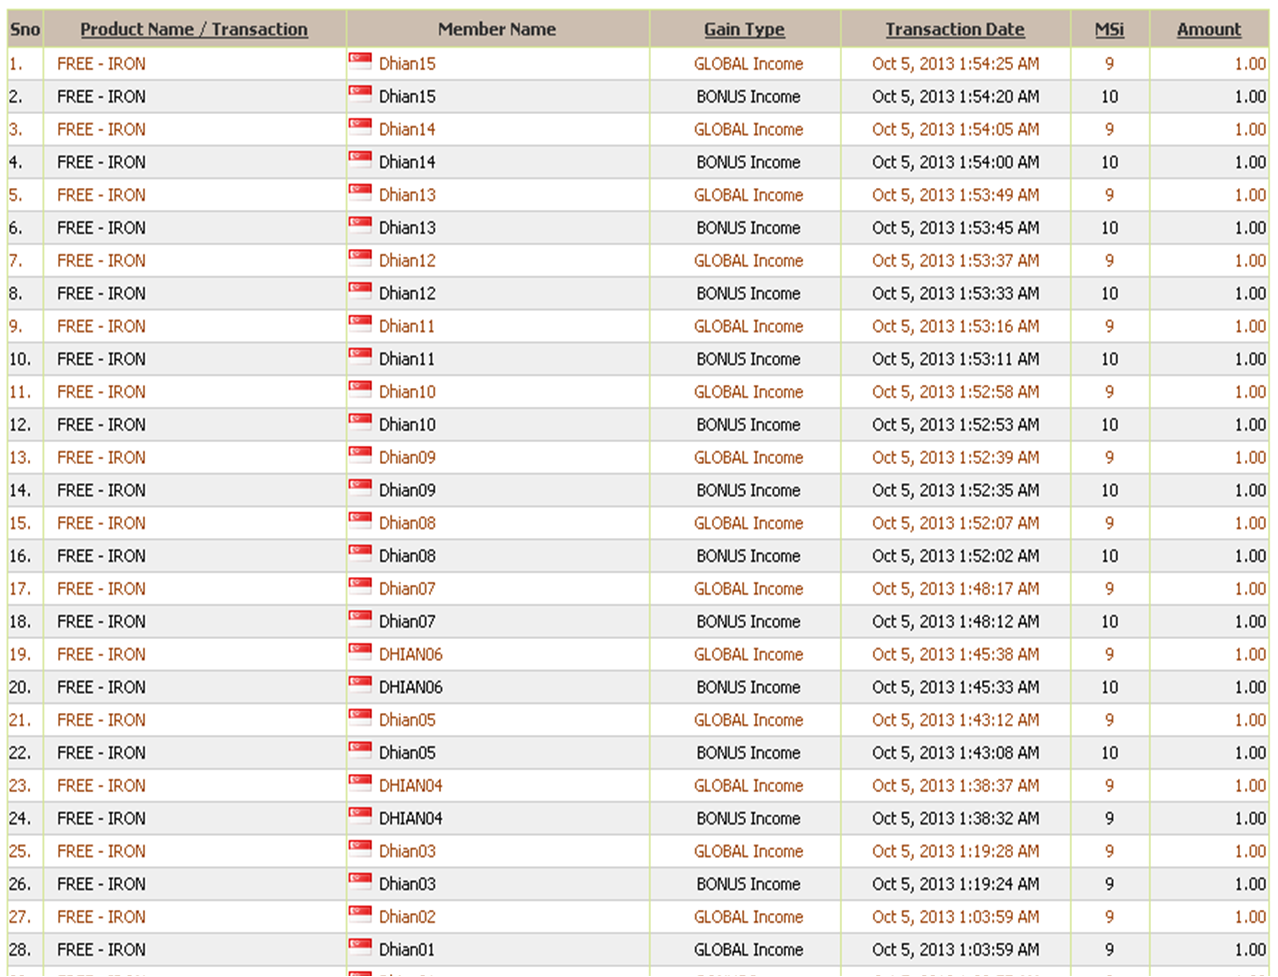 Sno Product Name / Transaction Member Name Gain Type Transaction Date MSi Amount
1. FREE - IRON Dhian15 GLOBAL Income Oct 5, 2013 1:54:25 AM 9 1.00
2. FREE - IRON Dhian15 BONUS Income Oct 5, 2013 1:54:20 AM 10 1.00
3. FREE - IRON Dhian14 GLOBAL Income Oct 5, 2013 1:54:05 AM 9 1.00
4. FREE - IRON Dhian14 BONUS Income Oct 5, 2013 1:54:00 AM 10 1.00
5. FREE - IRON Dhian13 GLOBAL Income Oct 5, 2013 1:53:49 AM 9 1.00
6. FREE - IRON Dhian13 BONUS Income Oct 5, 2013 1:53:45 AM 10 1.00
7. FREE - IRON Dhian12 GLOBAL Income Oct 5, 2013 1:53:37 AM 9 1.00
8. FREE - IRON Dhian12 BONUS Income Oct 5, 2013 1:53:33 AM 10 1.00
9. FREE - IRON Dhian11 GLOBAL Income Oct 5, 2013 1:53:16 AM 9 1.00
10. FREE - IRON Dhian11 BONUS Income Oct 5, 2013 1:53:11 AM 10 1.00
11. FREE - IRON Dhian10 GLOBAL Income Oct 5, 2013 1:52:58 AM 9 1.00
12. FREE - IRON Dhian10 BONUS Income Oct 5, 2013 1:52:53 AM 10 1.00
13. FREE - IRON Dhian09 GLOBAL Income Oct 5, 2013 1:52:39 AM 9 1.00
14. FREE - IRON Dhian09 BONUS Income Oct 5, 2013 1:52:35 AM 10 1.00
15. FREE - IRON Dhian08 GLOBAL Income Oct 5, 2013 1:52:07 AM 9 1.00
16. FREE - IRON Dhian08 BONUS Income Oct 5, 2013 1:52:02 AM 10 1.00
17. FREE - IRON Dhian07 GLOBAL Income Oct 5, 2013 1:48:17 AM 9 1.00
18. FREE - IRON Dhian07 BONUS Income Oct 5, 2013 1:48:12 AM 10 1.00
19. FREE - IRON DHIAN06 GLOBAL Income Oct 5, 2013 1:45:38 AM 9 1.00
20. FREE - IRON DHIAN06 BONUS Income Oct 5, 2013 1:45:33 AM 10 1.00
21. FREE - IRON Dhian05 GLOBAL Income Oct 5, 2013 1:43:12 AM 9 1.00
22. FREE - IRON Dhian05 BONUS Income Oct 5, 2013 1:43:08 AM 10 1.00
23. FREE - IRON DHIAN04 GLOBAL Income Oct 5, 2013 1:38:37 AM 9 1.00
24. FREE - IRON DHIAN04 BONUS Income Oct 5, 2013 1:38:32 AM 9 1.00
25. FREE - IRON Dhian03 GLOBAL Income Oct 5, 2013 1:19:28 AM 9 1.00
26. FREE - IRON Dhian03 BONUS Income Oct 5, 2013 1:19:24 AM 9 1.00
27. FREE - IRON Dhian02 GLOBAL Income Oct 5, 2013 1:03:59 AM 9 1.00
28. FREE - IRON Dhian01 GLOBAL Income Oct 5, 2013 1:03:59 AM 9 1.00